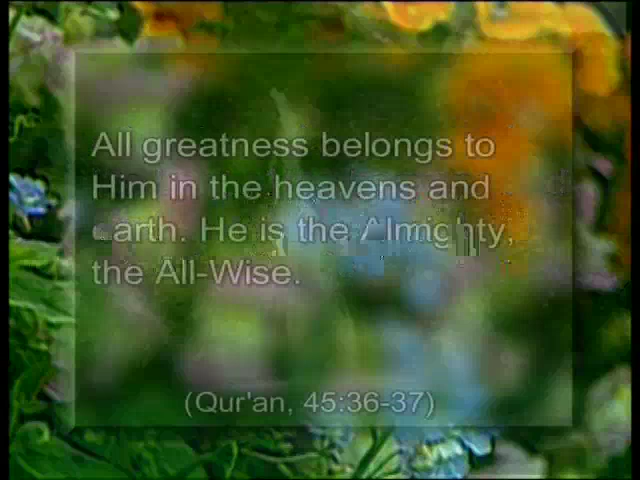 All greatness belongs to
Him in the heavens and
earth. He is the Almighty,
the All-Wise.
(Qur'an, 45:36-37)